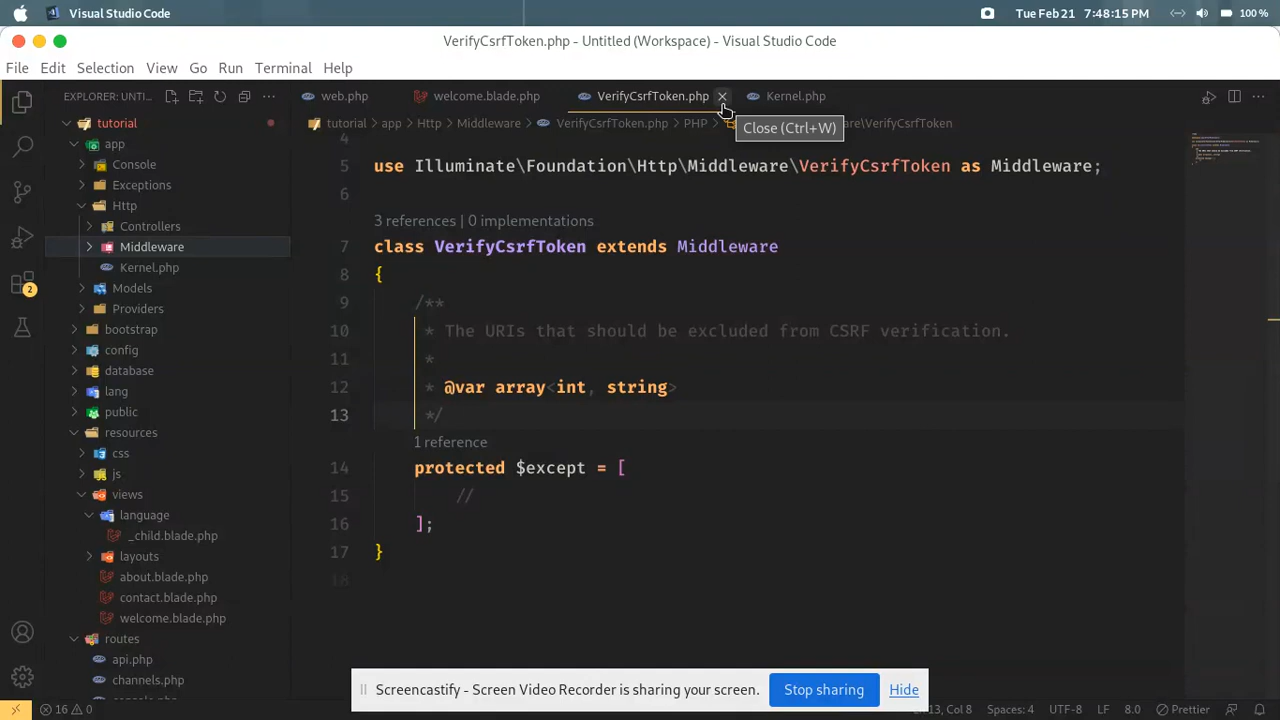 Visual Studio Code
Tue Feb 21 7:48:15 PM
100 %
VerifyCsrfToken.php - Untitled (Workspace) - Visual Studio Code
File Edit Selection View Go Run Terminal Help
EXPLORER: UNTI...
web.php
welcome.blade.php
VerifyCsrfToken.php
Kernel.php
Close (Ctrl+W)
tutorial > app > Http > Middleware > VerifyCsrfToken.php > PHP >
are\VerifyCsrfToken
tutorial
app
Console
Exceptions
Http
Controllers
Middleware
Kernel.php
Models
Providers
bootstrap
config
database
lang
public
resources
css
js
views
language
_child.blade.php
layouts
about.blade.php
contact.blade.php
welcome.blade.php
routes
api.php
channels.php
2
4
5 use Illuminate\Foundation\Http\Middleware\VerifyCsrfToken as Middleware;
6
3 references | 0 implementations
7 class VerifyCsrfToken extends Middleware
8 {
9 /**
10 * The URIs that should be excluded from CSRF verification.
11 *
12 * @var array<int, string>
13 */
1 reference
14 protected $except = [
15 //
16 ];
17 }
18
Screencastify - Screen Video Recorder is sharing your screen.
Stop sharing
Hide
16 0
13, Col 8
Spaces: 4
UTF-8
LF
8.0
Prettier